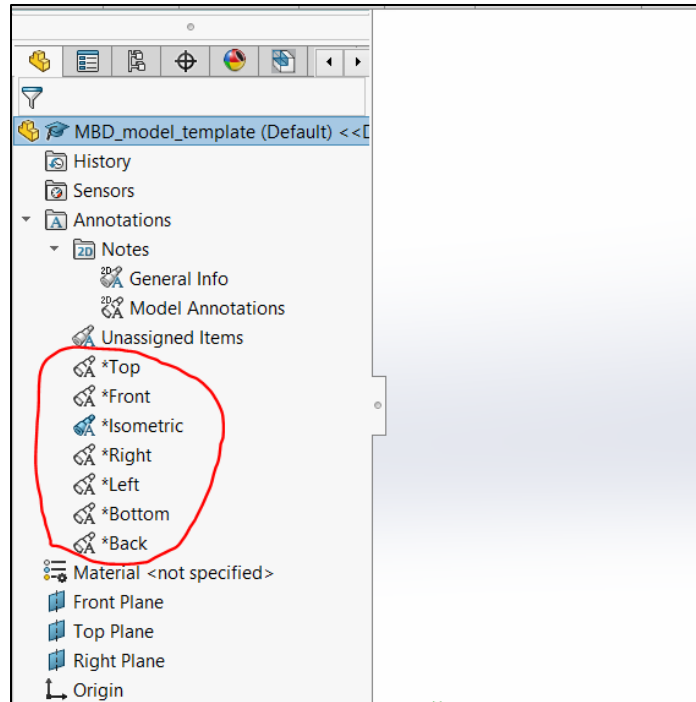 MBD_model_template (Default) <<D
History
Sensors
Annotations
2D Notes
General Info
Model Annotations
Unassigned Items
*Top
*Front
*Isometric
*Right
*Left
*Bottom
*Back
Material <not specified>
Front Plane
Top Plane
Right Plane
Origin